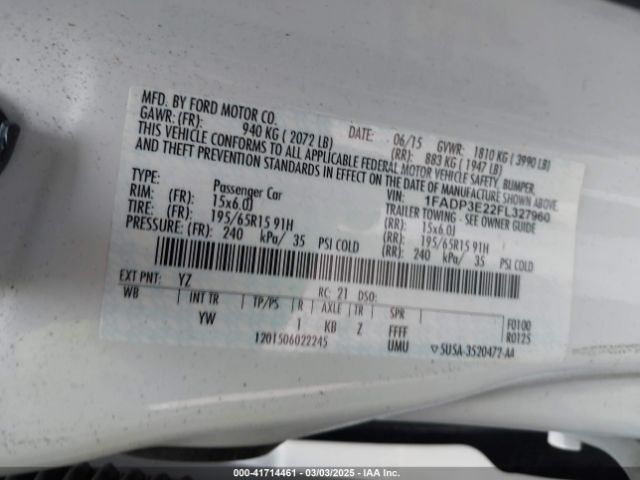 MFD. BY FORD MOTOR CO.
DATE: 06/15 GVWR: 1810 KG ( 3990 LB)
GAWR: (FR): 940 KG ( 2072 LB) (RR): 883 KG ( 1947 LB)
THIS VEHICLE CONFORMS TO ALL APPLICABLE FEDERAL MOTOR VEHICLE SAFETY, BUMPER,
AND THEFT PREVENTION STANDARDS IN EFFECT ON THE DATE OF MANUFACTURE SHOWN ABOVE.
VIN: 1FADP3E22FL327960
TYPE: Passenger Car TRAILER TOWING - SEE OWNER GUIDE
RIM: (FR): 15x6.0J (RR): 15x6.0J
TIRE: (FR): 195/65R15 91H (RR): 195/65R15 91H
PRESSURE: (FR): 240 kPa/ 35 PSI COLD (RR): 240 kPa/ 35 PSI COLD
EXT PNT: YZ RC: 21 DSO:
WB INT TR TP/PS R AXLE TR SPR
YW 1 KB Z FFFF F0100
UMU R0125
1201506022245 5U5A-3520472-AA
00-41714461 - 03/03/2025 - IAA Inc.